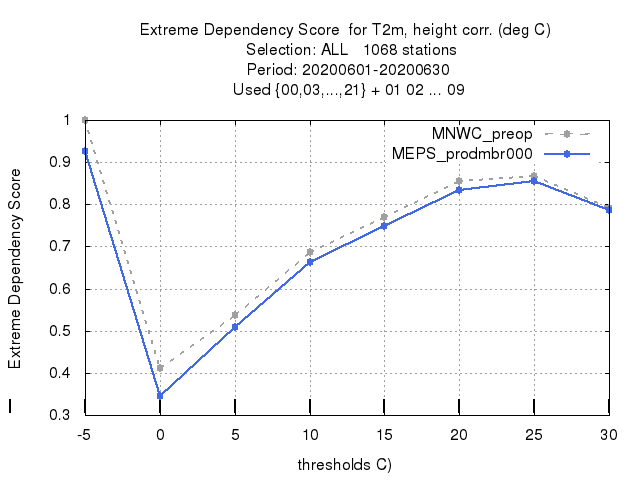 Extreme Dependency Score  for T2m, height corr. (deg C)
Selection: ALL   1068 stations
Period: 20200601-20200630
Used {00,03,...,21} + 01 02 ... 09
MNWC_preop
MEPS_prodmbr000
Extreme Dependency Score
1
0.9
0.8
0.7
0.6
0.5
0.4
0.3
-5 0 5 10 15 20 25 30
thresholds C)